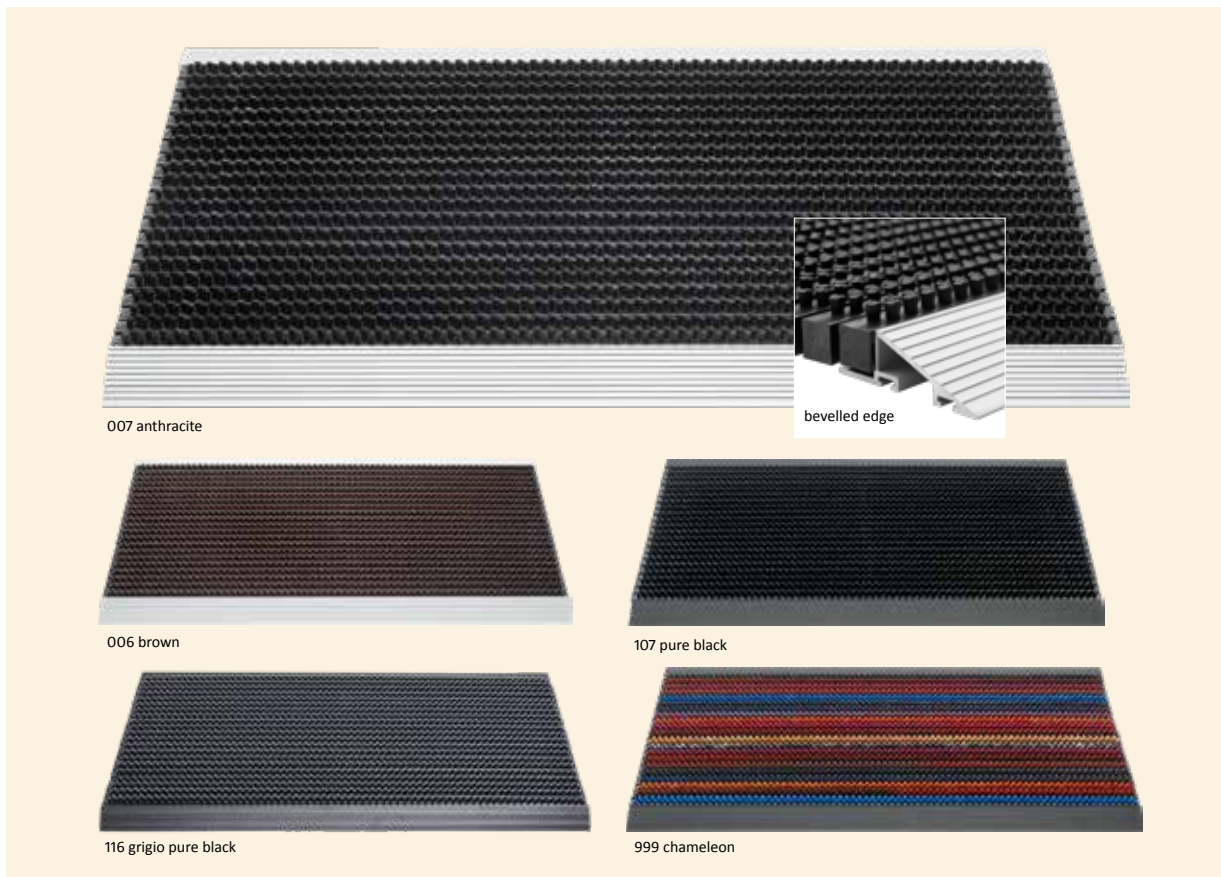 bevelled edge
007 anthracite
006 brown
107 pure black
116 grigio pure black
999 chameleon